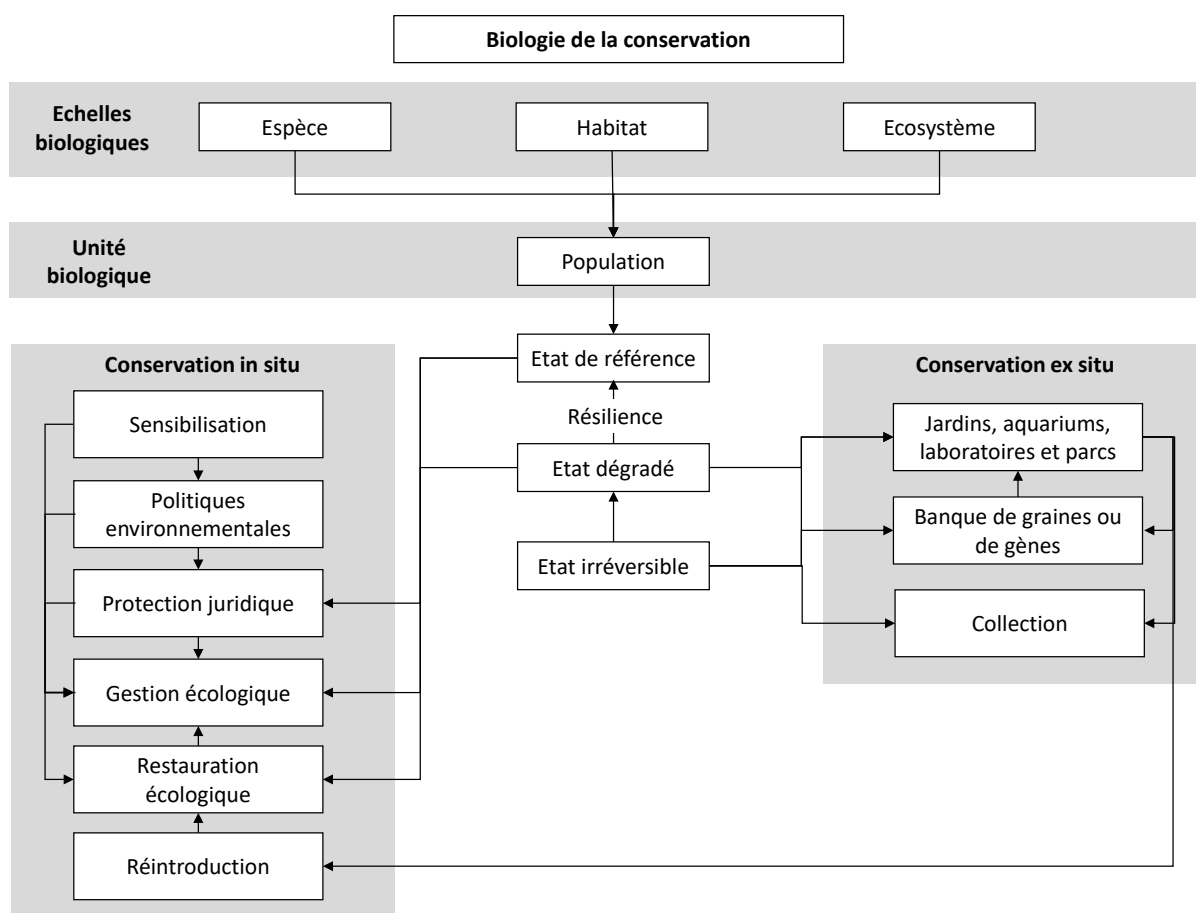 Biologie de la conservation
Echelles
biologiques
Espèce
Habitat
Ecosystème
Unité
biologique
Population
Conservation in situ
Sensibilisation
Politiques
environnementales
Protection juridique
Gestion écologique
Restauration
écologique
Réintroduction
Etat de référence
Résilience
Etat dégradé
Etat irréversible
Conservation ex situ
Jardins, aquariums,
laboratoires et parcs
Banque de graines ou
de gènes
Collection